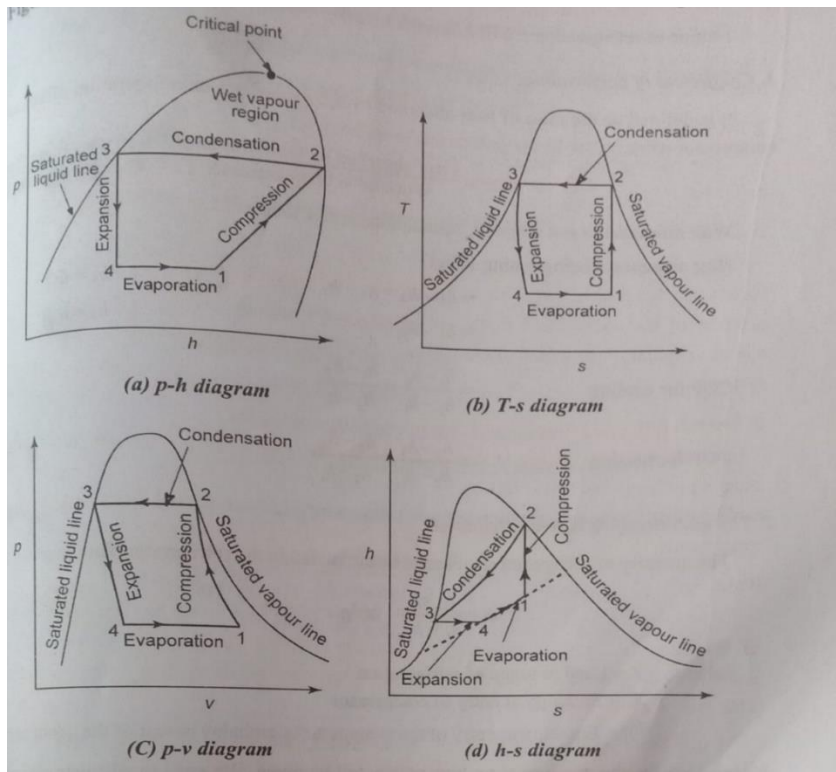 Critical point
Wet vapour
region
Condensation
3
2
Saturated
liquid line
p
Expansion
Compression
4
1
Evaporation
h
(a) p-h diagram
Condensation
3
2
T
Saturated liquid line
Expansion
Compression
Saturated vapour line
4
1
Evaporation
s
(b) T-s diagram
Condensation
3
2
p
Saturated liquid line
Expansion
Compression
Saturated vapour line
4
1
Evaporation
v
(C) p-v diagram
Compression
2
h
Saturated liquid line
Condensation
Saturated vapour line
3
4
1
Evaporation
Expansion
s
(d) h-s diagram